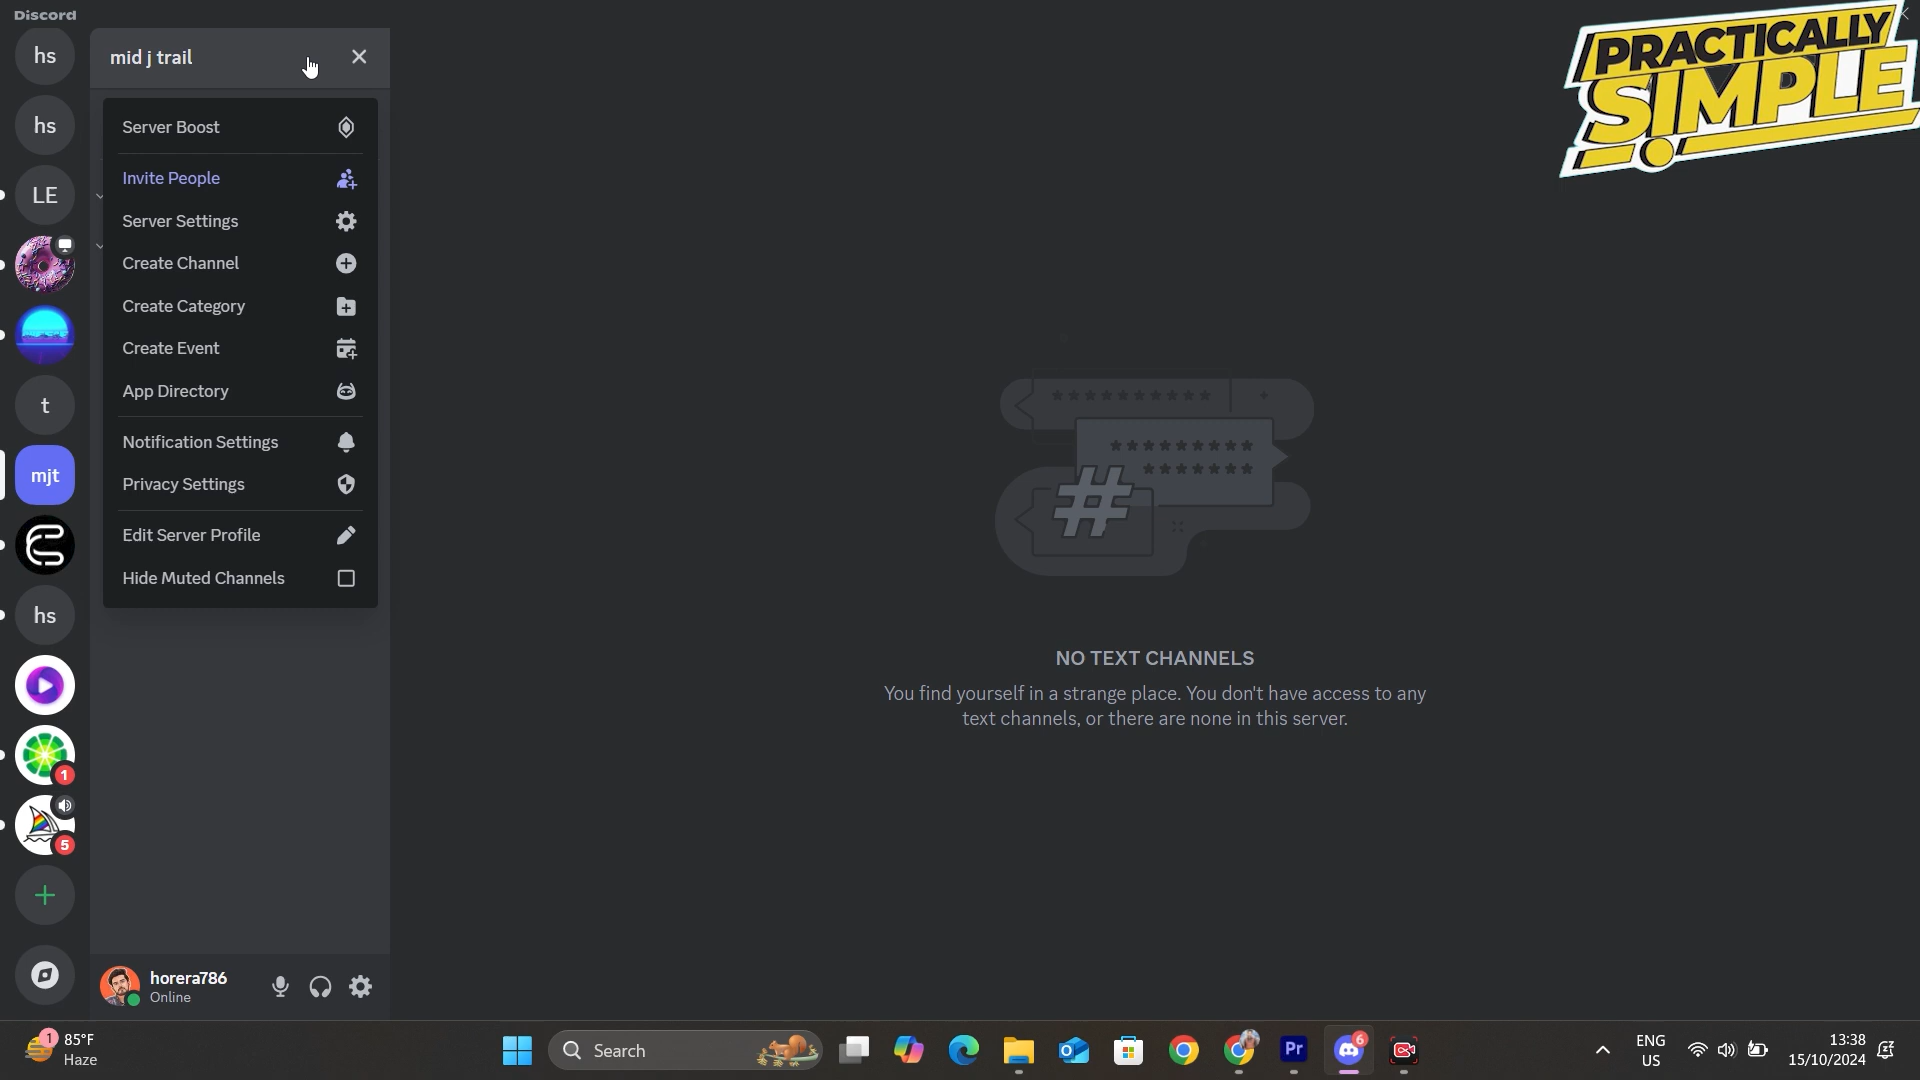 Discord
PRACTICALLY
SIMPLE
hs
mid j trail
hs
LE
t
mjt
hs
1
5
Server Boost
Invite People
Server Settings
Create Channel
Create Category
Create Event
App Directory
Notification Settings
Privacy Settings
Edit Server Profile
Hide Muted Channels
#
NO TEXT CHANNELS
You find yourself in a strange place. You don't have access to any
text channels, or there are none in this server.
horera786
Online
1
85°F
Haze
Search
Pr
6
ENG
US
13:38
15/10/2024